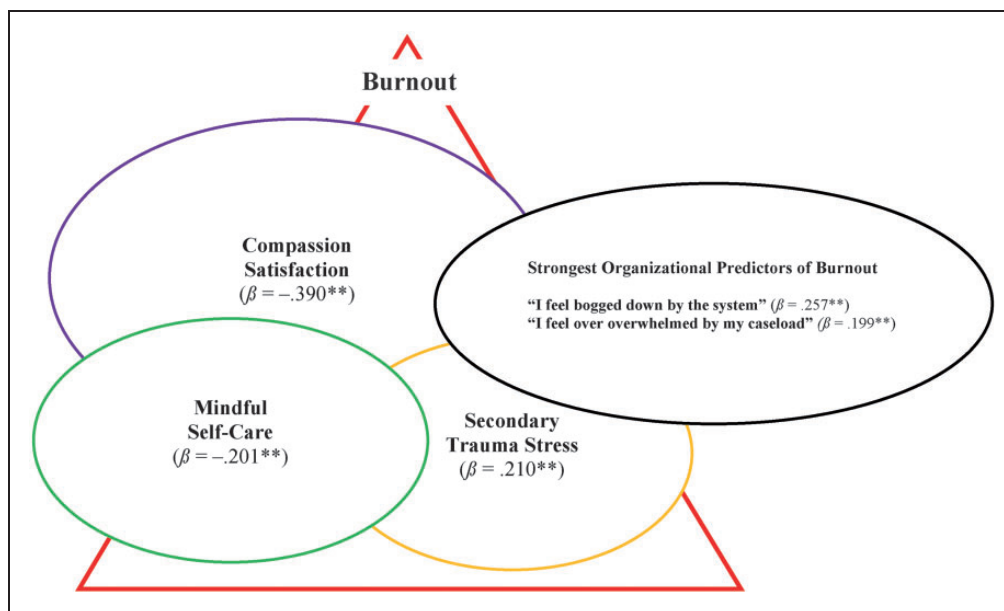 Burnout
Compassion
Satisfaction
(β = –.390**)
Strongest Organizational Predictors of Burnout
“I feel bogged down by the system” (β = .257**)
“I feel over overwhelmed by my caseload” (β = .199**)
Mindful
Self-Care
(β = –.201**)
Secondary
Trauma Stress
(β = .210**)